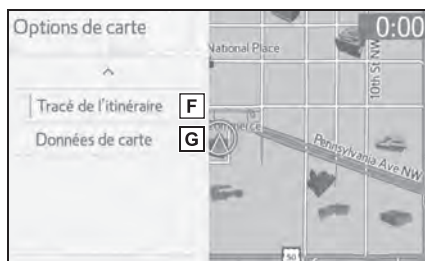 Options de carte
0:00
National Place
10th St NW
Tracé de l'itinéraire F
Données de carte G
Pennsylvania Ave NW
50